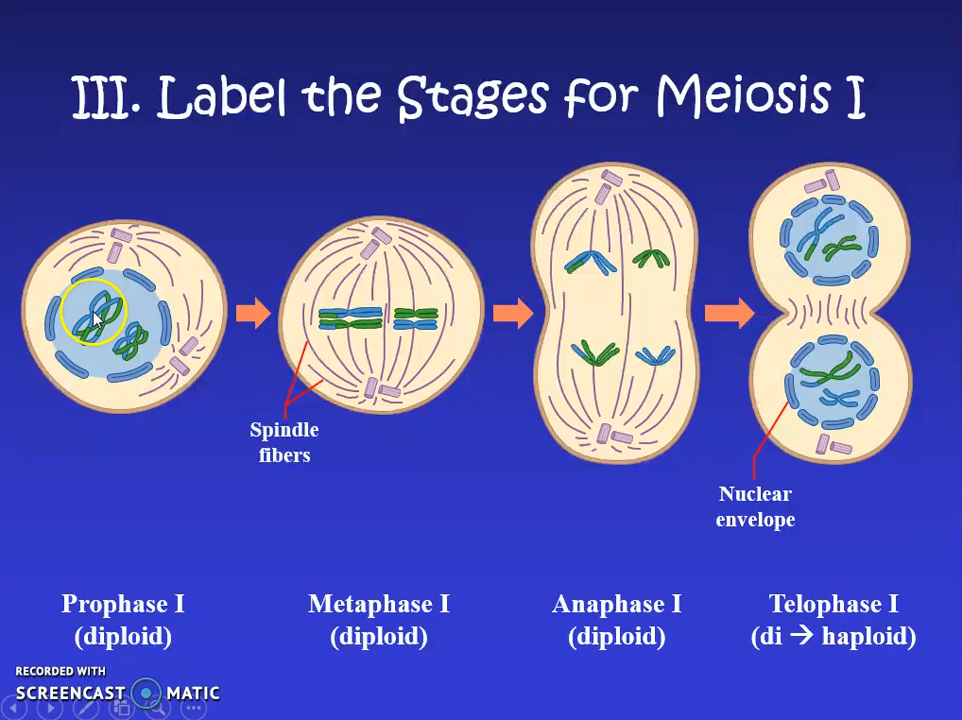 III. Label the Stages for Meiosis I
Spindle
fibers
Nuclear
envelope
Prophase I
(diploid)
Metaphase I
(diploid)
Anaphase I
(diploid)
Telophase I
(di → haploid)
RECORDED WITH
SCREENCAST MATIC